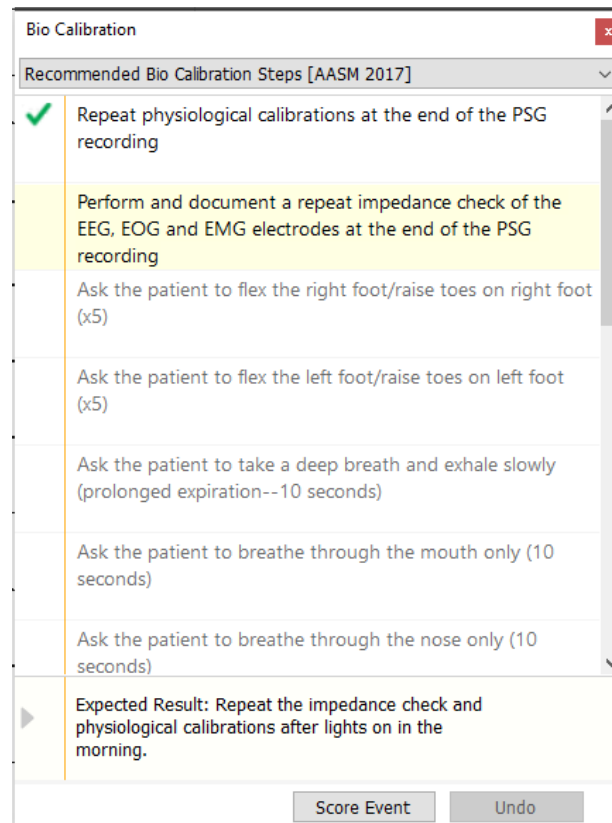 Bio Calibration
x
Recommended Bio Calibration Steps [AASM 2017]
Repeat physiological calibrations at the end of the PSG
recording
Perform and document a repeat impedance check of the
EEG, EOG and EMG electrodes at the end of the PSG
recording
Ask the patient to flex the right foot/raise toes on right foot
(x5)
Ask the patient to flex the left foot/raise toes on left foot
(x5)
Ask the patient to take a deep breath and exhale slowly
(prolonged expiration--10 seconds)
Ask the patient to breathe through the mouth only (10
seconds)
Ask the patient to breathe through the nose only (10
seconds)
Expected Result: Repeat the impedance check and
physiological calibrations after lights on in the
morning.
Score Event
Undo